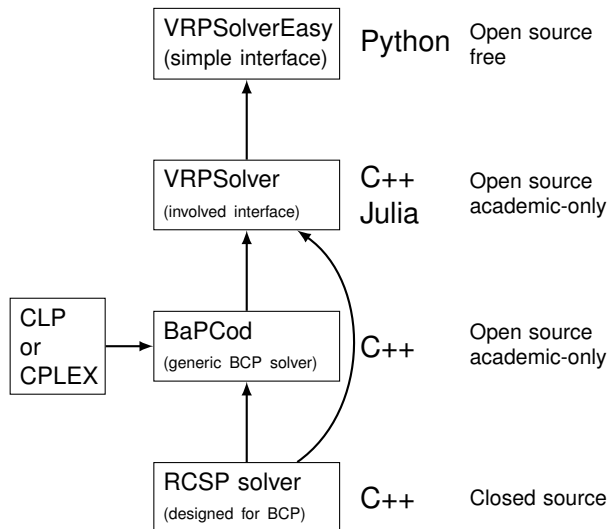 VRPSolverEasy
(simple interface)
Python
Open source
free
VRPSolver
(involved interface)
C++
Julia
Open source
academic-only
CLP
or
CPLEX
BaPCod
(generic BCP solver)
C++
Open source
academic-only
RCSP solver
(designed for BCP)
C++
Closed source